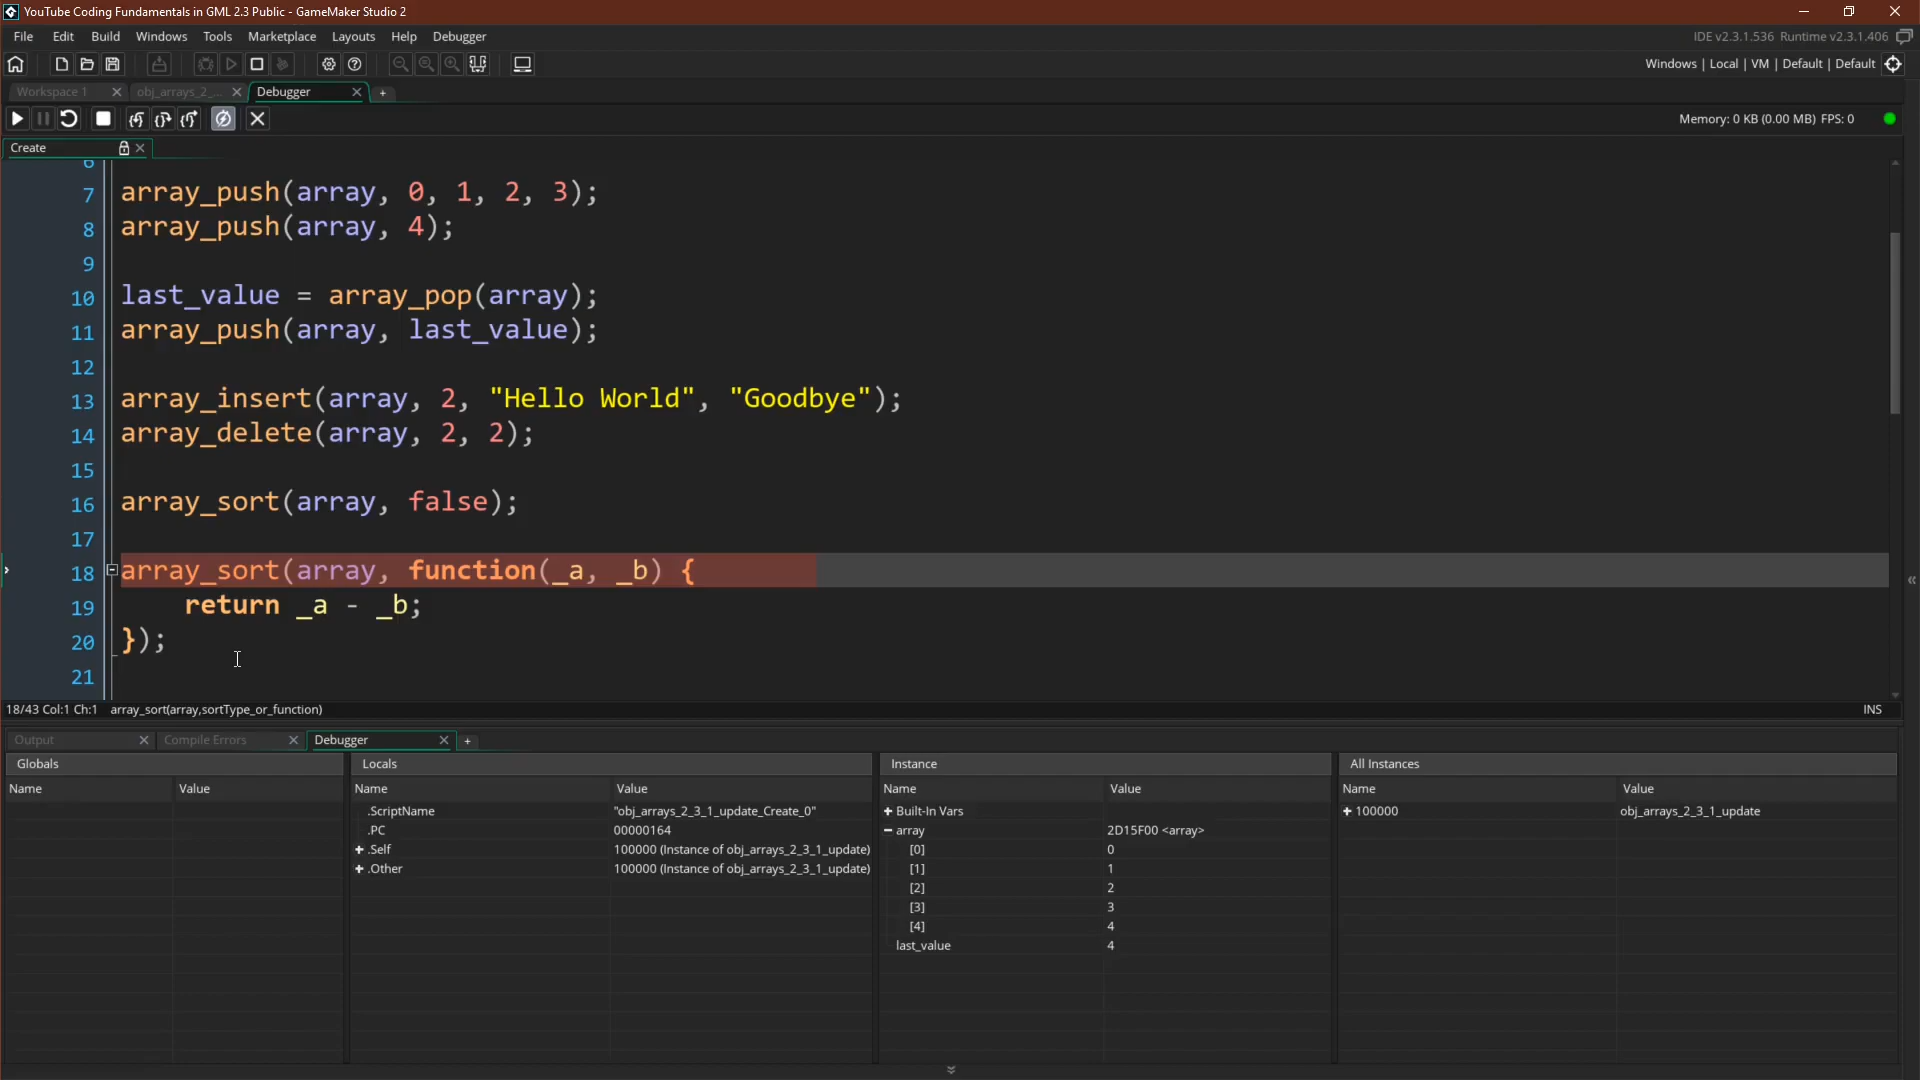 YouTube Coding Fundamentals in GML 2.3 Public - GameMaker Studio 2
File Edit Build Windows Tools Marketplace Layouts Help Debugger
IDE v2.3.1.536 Runtime v2.3.1.406
Windows | Local | VM | Default | Default
Workspace 1 obj_arrays_2_... Debugger +
Memory: 0 KB (0.00 MB) FPS: 0
Create
6
7 array_push(array, 0, 1, 2, 3);
8 array_push(array, 4);
9
10 last_value = array_pop(array);
11 array_push(array, last_value);
12
13 array_insert(array, 2, "Hello World", "Goodbye");
14 array_delete(array, 2, 2);
15
16 array_sort(array, false);
17
18 array_sort(array, function(_a, _b) {
19 return _a - _b;
20 });
21
18/43 Col:1 Ch:1 array_sort(array,sortType_or_function)
INS
Output Compile Errors Debugger +
Globals
Name Value
Locals
Name Value
.ScriptName "obj_arrays_2_3_1_update_Create_0"
.PC 00000164
+ .Self 100000 (Instance of obj_arrays_2_3_1_update)
+ .Other 100000 (Instance of obj_arrays_2_3_1_update)
Instance
Name Value
+ Built-In Vars
- array 2D15F00 <array>
[0] 0
[1] 1
[2] 2
[3] 3
[4] 4
last_value 4
All Instances
Name Value
+ 100000 obj_arrays_2_3_1_update